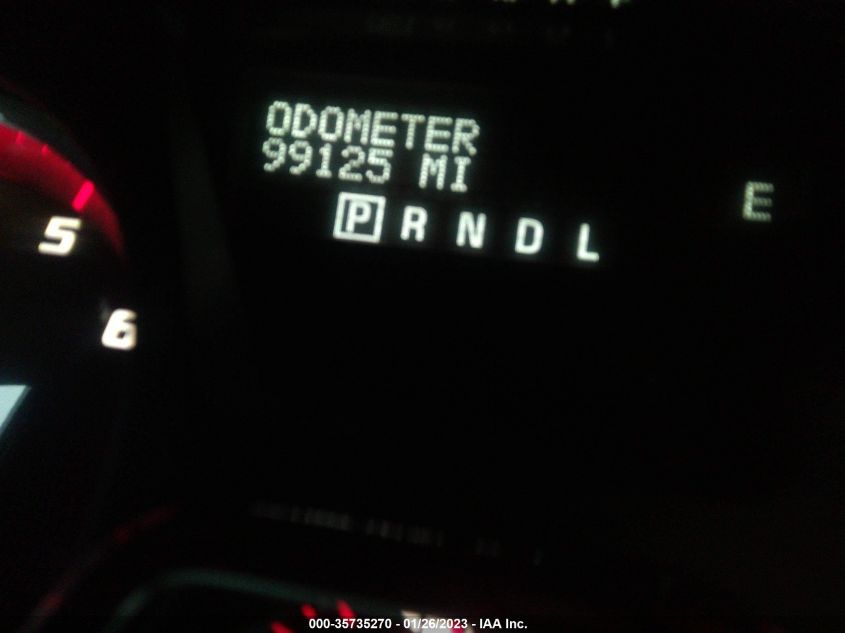 ODOMETER
99125 MI
P R N D L
E
5
6
000-35735270 - 01/26/2023 - IAA Inc.